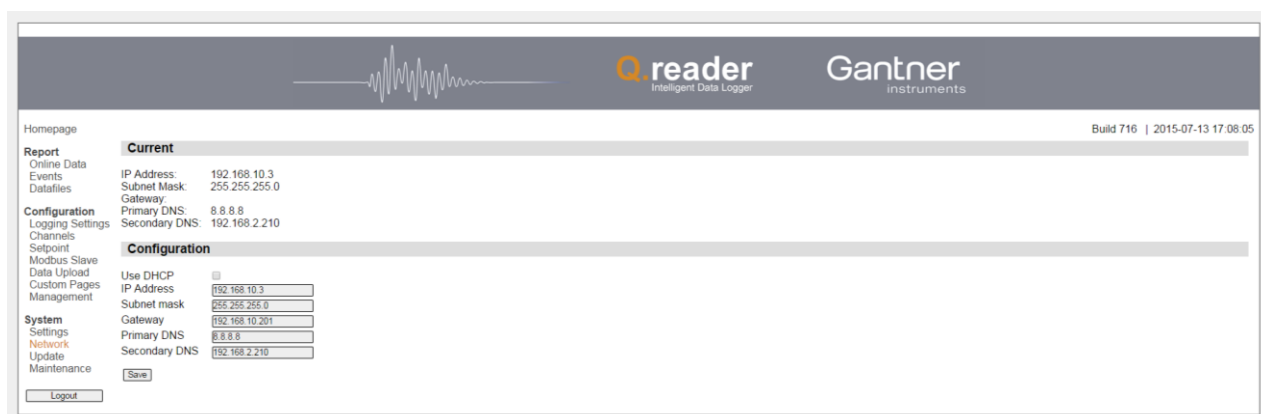 Q.reader
Intelligent Data Logger
Gantner
instruments
Homepage
Build 716 | 2015-07-13 17:08:05
Report
Online Data
Events
Datafiles
Configuration
Logging Settings
Channels
Setpoint
Modbus Slave
Data Upload
Custom Pages
Management
System
Settings
Network
Update
Maintenance
Logout
Current
IP Address: 192.168.10.3
Subnet Mask: 255.255.255.0
Gateway:
Primary DNS: 8.8.8.8
Secondary DNS: 192.168.2.210
Configuration
Use DHCP
IP Address 192.168.10.3
Subnet mask 255.255.255.0
Gateway 192.168.10.201
Primary DNS 8.8.8.8
Secondary DNS 192.168.2.210
Save